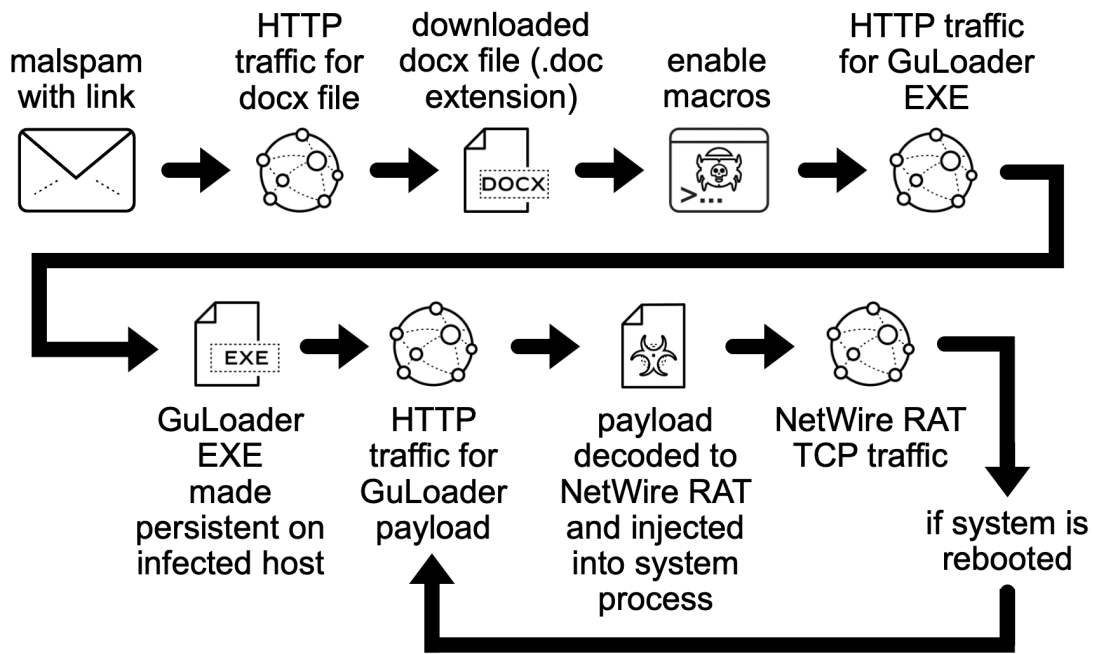 malspam
with link
HTTP
traffic for
docx file
downloaded
docx file (.doc
extension)
enable
macros
HTTP traffic
for GuLoader
EXE
DOCX
>_...
EXE
GuLoader
EXE
made
persistent on
infected host
HTTP
traffic for
GuLoader
payload
payload
decoded to
NetWire RAT
and injected
into system
process
NetWire RAT
TCP traffic
if system is
rebooted